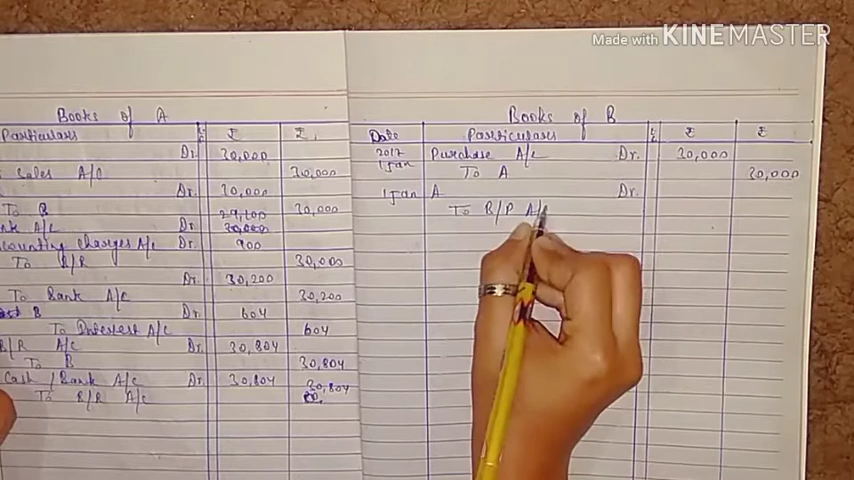 Made with KINEMASTER
Books of A
Particulars ₹ ₹
Dr. 30,000
Sales A/c 30,000
Dr. 30,000
To B 30,000
29,100
A/c Dr 30,000
counting Charges A/c Dr. 900
To B/R 30,000
Dr. 30,200
To Bank A/c 30,200
B Dr. 604
To Interest A/c 604
B/R A/c Dr. 30,804
To B 30,804
Cash / Bank A/c Dr. 30,804
To B/R A/c 30,804
Books of B
Date Particulars ₹ ₹
2017
1 Jan Purchase A/c Dr. 30,000
To A 30,000
1 Jan A Dr.
To B/P A/c